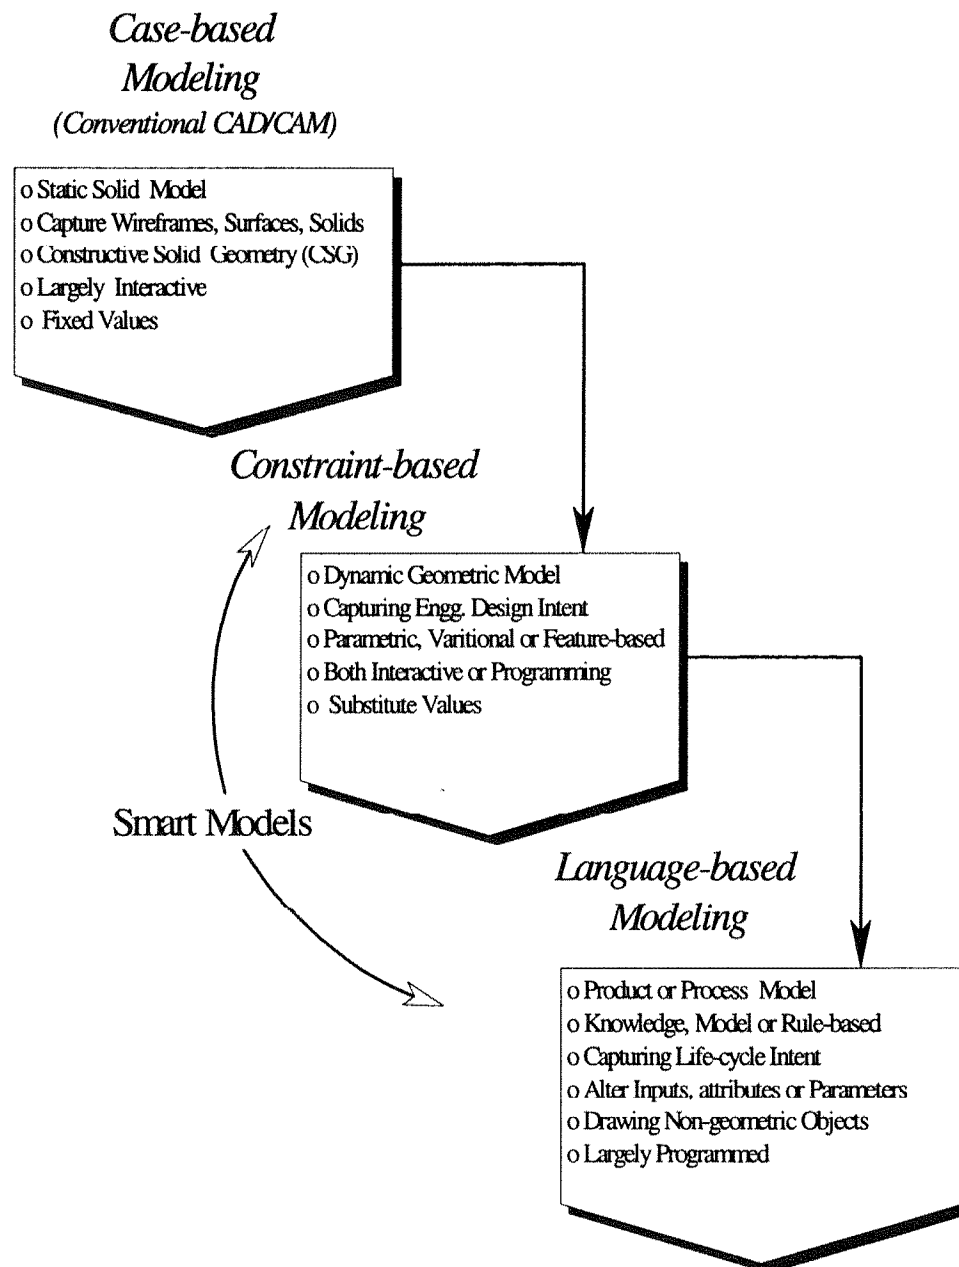 Case-based
Modeling
(Conventional CAD/CAM)
o Static Solid Model
o Capture Wireframes, Surfaces, Solids
o Constructive Solid Geometry (CSG)
o Largely Interactive
o Fixed Values
Constraint-based
Modeling
o Dynamic Geometric Model
o Capturing Engg. Design Intent
o Parametric, Varitional or Feature-based
o Both Interactive or Programming
o Substitute Values
Smart Models
Language-based
Modeling
o Product or Process Model
o Knowledge, Model or Rule-based
o Capturing Life-cycle Intent
o Alter Inputs, attributes or Parameters
o Drawing Non-geometric Objects
o Largely Programmed